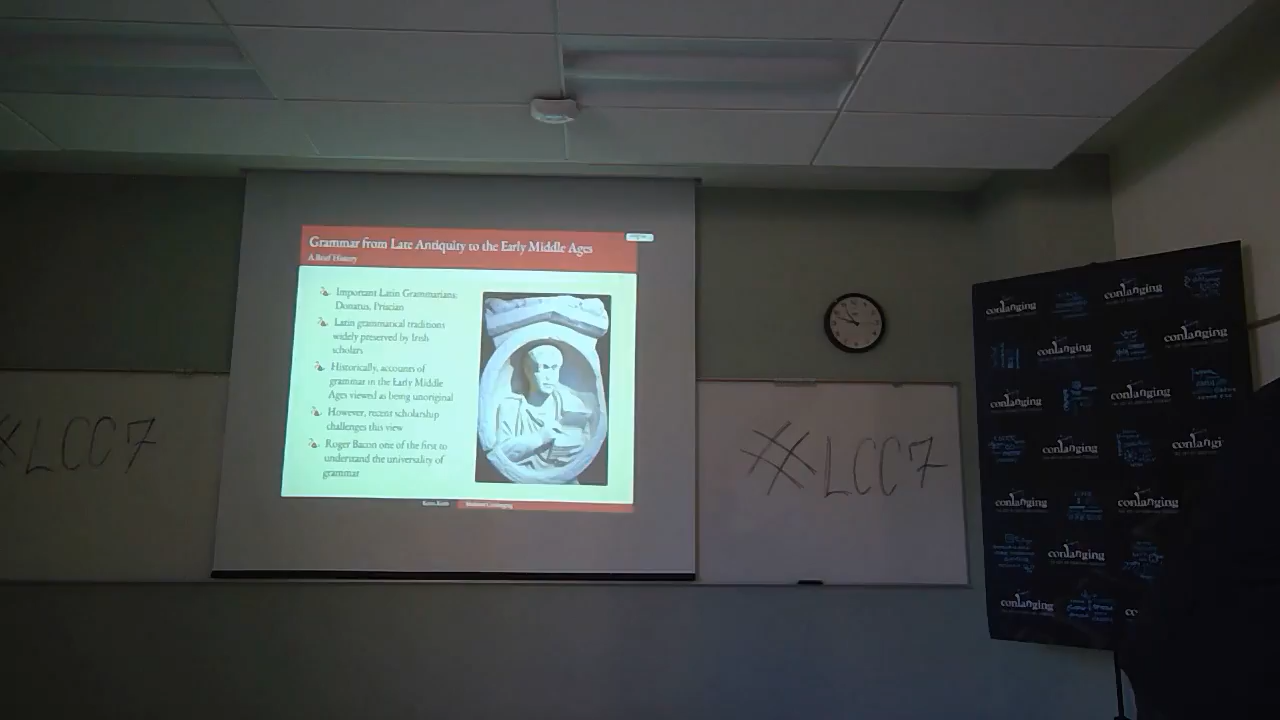 Grammar from Late Antiquity to the Early Middle Ages
A Brief History
Important Latin Grammarians:
Donatus, Priscian
Latin grammatical traditions
widely preserved by Irish
scholars
Historically, accounts of
grammar in the Early Middle
Ages viewed as being unoriginal
However, recent scholarship
challenges this view
Roger Bacon one of the first to
understand the universality of
grammar
#LCC7
#LCC7
conlanging
conlanging
conlanging
conlanging
conlanging
conlanging
conlanging
conlangi
conlanging
conlanging
conlanging
conlanging
co